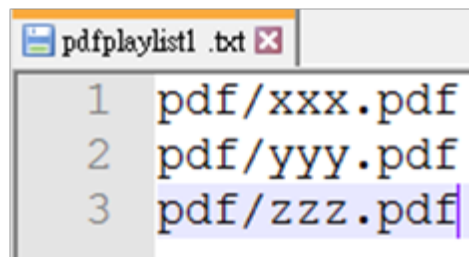 pdfplaylist1 .txt
1 pdf/xxx.pdf
2 pdf/yyy.pdf
3 pdf/zzz.pdf